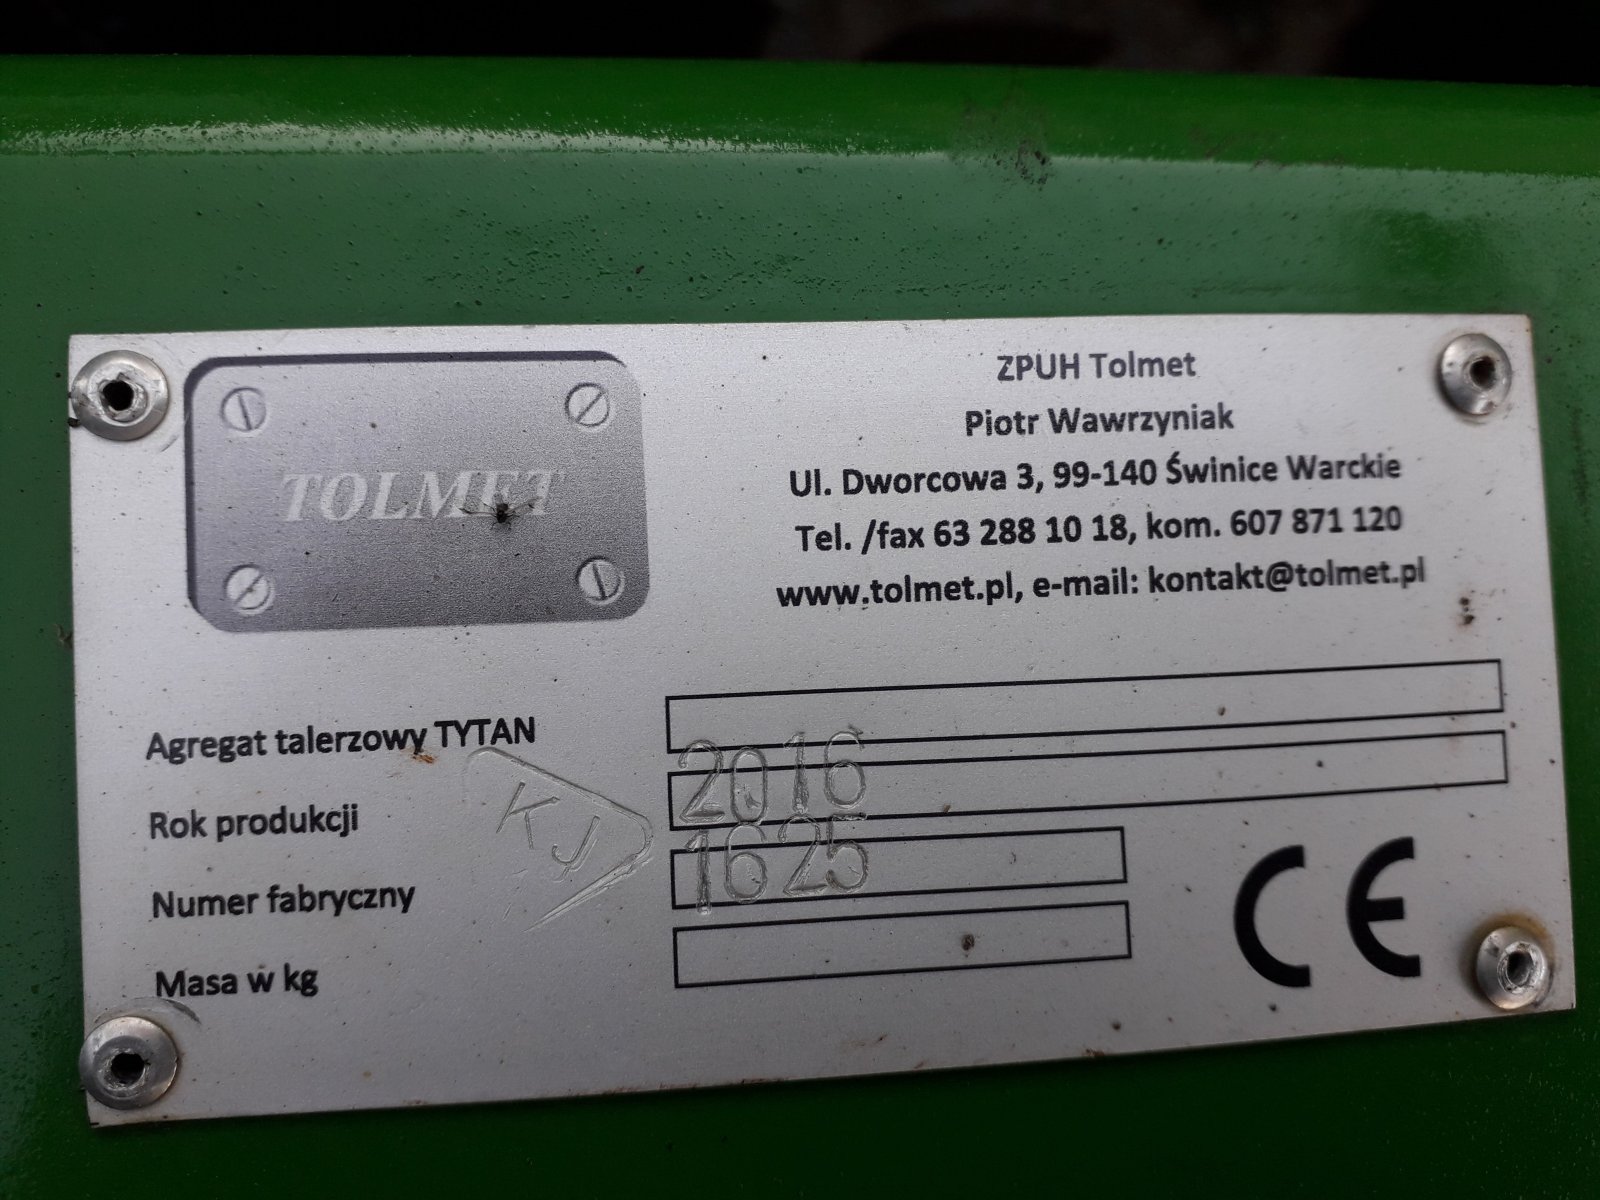 TOLMET
ZPUH Tolmet
Piotr Wawrzyniak
Ul. Dworcowa 3, 99-140 Świnice Warckie
Tel. /fax 63 288 10 18, kom. 607 871 120
www.tolmet.pl, e-mail: kontakt@tolmet.pl
Agregat talerzowy TYTAN
Rok produkcji 2016
Numer fabryczny 1625
Masa w kg
KJ
CE